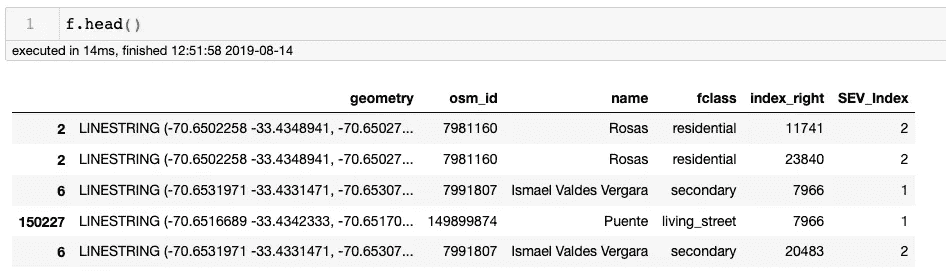 1 f.head()
executed in 14ms, finished 12:51:58 2019-08-14
geometry osm_id name fclass index_right SEV_Index
2 LINESTRING (-70.6502258 -33.4348941, -70.65027... 7981160 Rosas residential 11741 2
2 LINESTRING (-70.6502258 -33.4348941, -70.65027... 7981160 Rosas residential 23840 2
6 LINESTRING (-70.6531971 -33.4331471, -70.65307... 7991807 Ismael Valdes Vergara secondary 7966 1
150227 LINESTRING (-70.6516689 -33.4342333, -70.65170... 149899874 Puente living_street 7966 1
6 LINESTRING (-70.6531971 -33.4331471, -70.65307... 7991807 Ismael Valdes Vergara secondary 20483 2